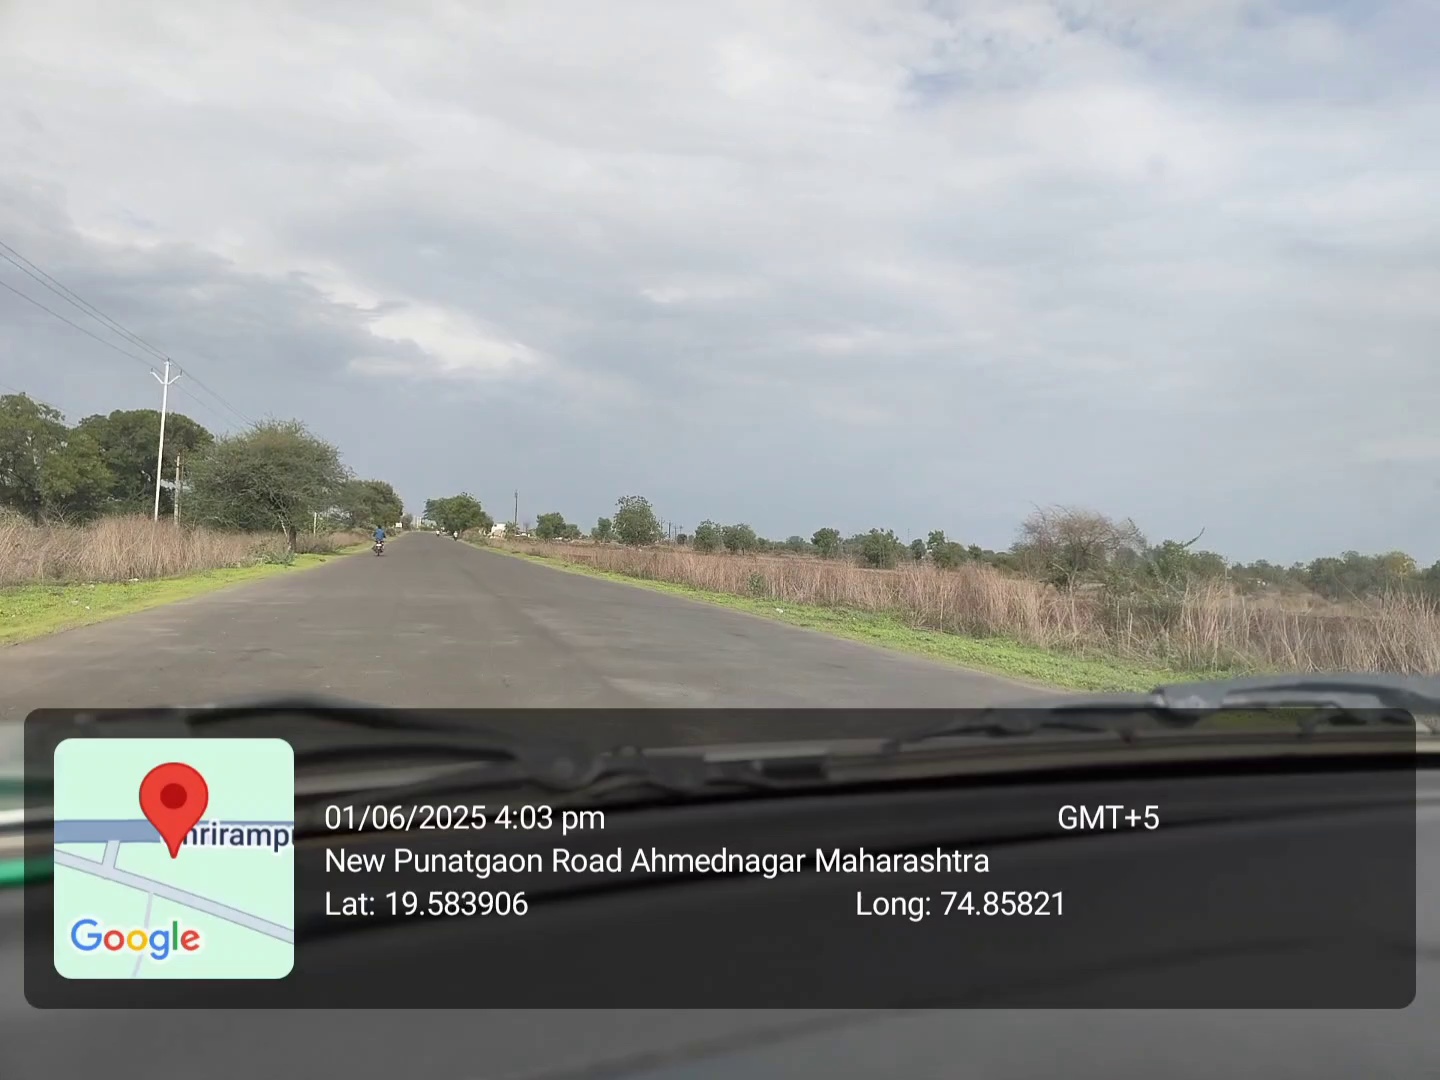 01/06/2025 4:03 pm GMT+5
New Punatgaon Road Ahmednagar Maharashtra
Lat: 19.583906 Long: 74.85821
Google